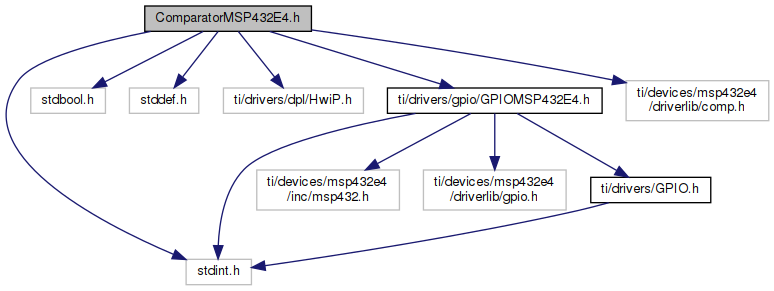 ComparatorMSP432E4.h
stdbool.h
stddef.h
ti/drivers/dpl/HwiP.h
ti/drivers/gpio/GPIOMSP432E4.h
ti/devices/msp432e4
/driverlib/comp.h
ti/devices/msp432e4
/inc/msp432.h
ti/devices/msp432e4
/driverlib/gpio.h
ti/drivers/GPIO.h
stdint.h